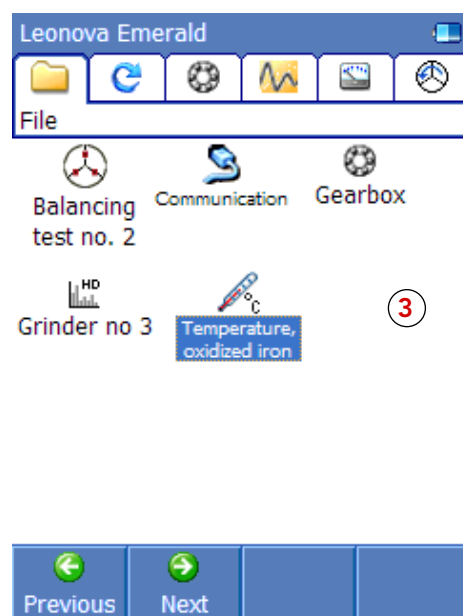 Leonova Emerald
File
Balancing
test no. 2
Communication
Gearbox
HD
Grinder no 3
°C
Temperature,
oxidized iron
3
Previous
Next